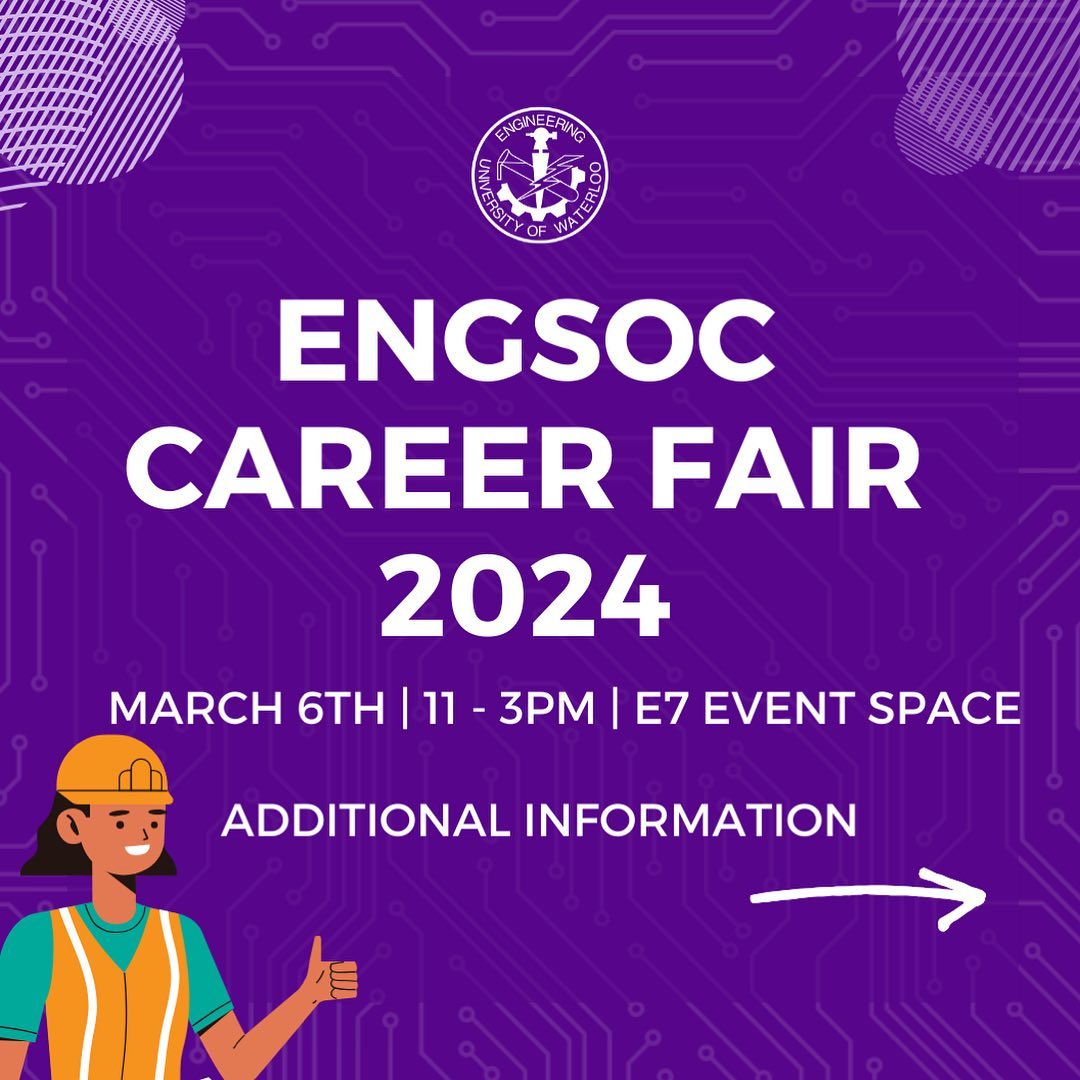 ENGINEERING
UNIVERSITY OF WATERLOO
ENGSOC
CAREER FAIR
2024
MARCH 6TH | 11 - 3PM | E7 EVENT SPACE
ADDITIONAL INFORMATION